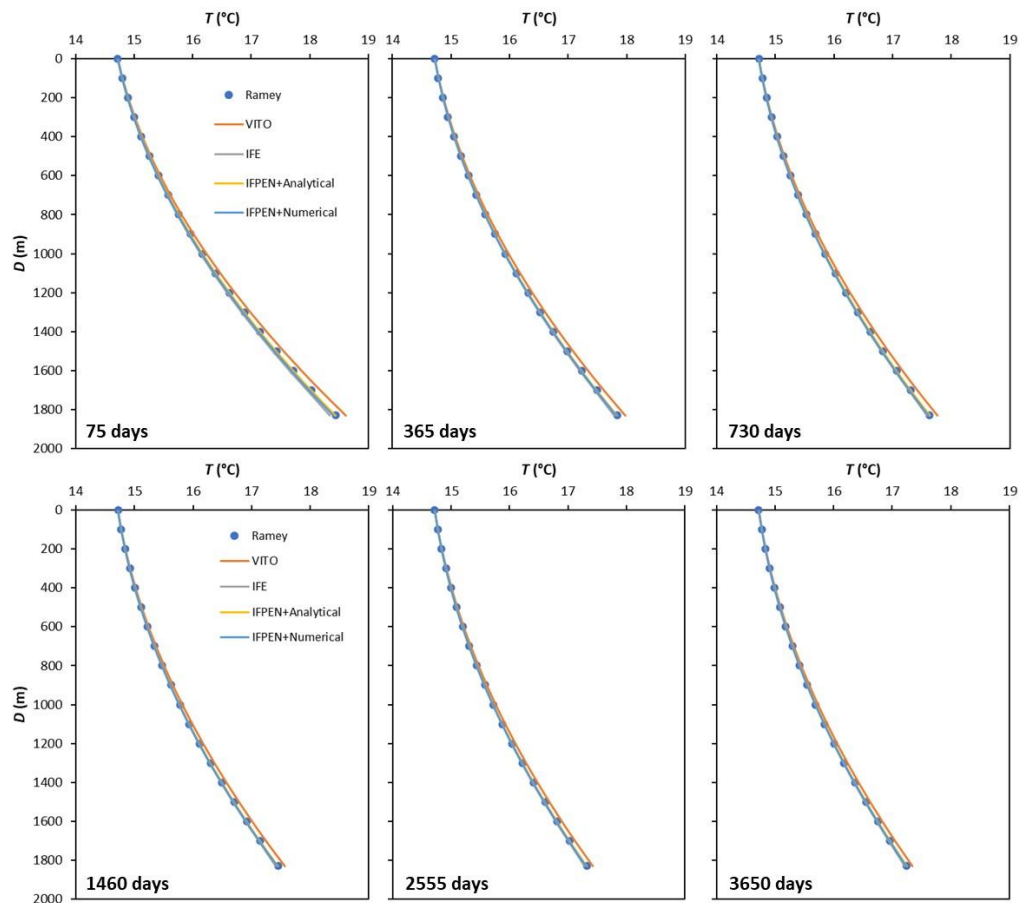 T (°C) T (°C) T (°C)
14 15 16 17 18 19 14 15 16 17 18 19 14 15 16 17 18 19
0
200
400
600
800
1000
1200
1400
1600
1800
2000
D (m)
Ramey
VITO
IFE
IFPEN+Analytical
IFPEN+Numerical
75 days 365 days 730 days
T (°C) T (°C) T (°C)
14 15 16 17 18 19 14 15 16 17 18 19 14 15 16 17 18 19
0
200
400
600
800
1000
1200
1400
1600
1800
2000
D (m)
Ramey
VITO
IFE
IFPEN+Analytical
IFPEN+Numerical
1460 days 2555 days 3650 days